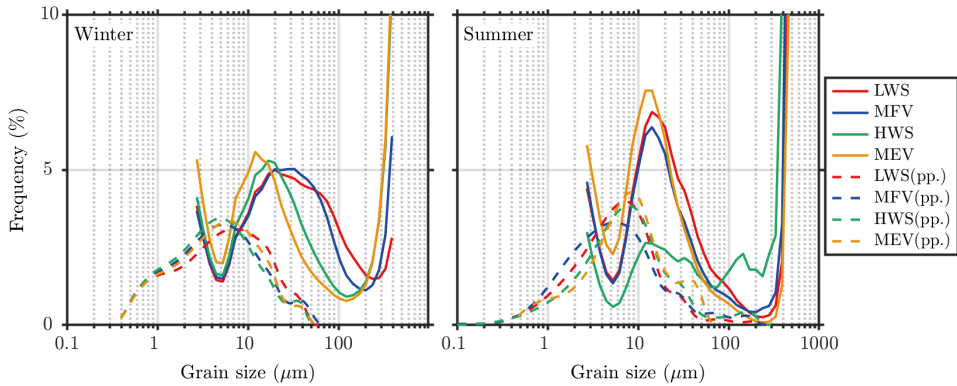 10
5
0
Frequency (%)
Winter
0.1
1
10
100
Grain size (μm)
Summer
0.1
1
10
100
1000
Grain size (μm)
LWS
MFV
HWS
MEV
LWS(pp.)
MFV(pp.)
HWS(pp.)
MEV(pp.)